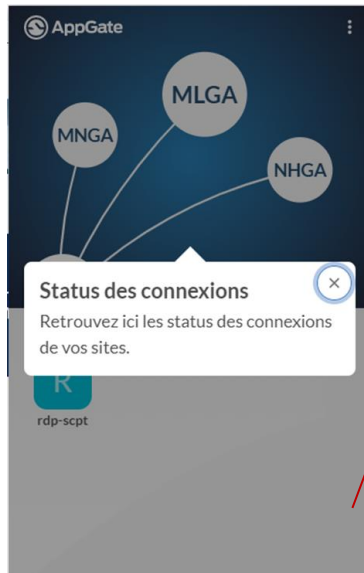 AppGate
MLGA
MNGA
NHGA
Status des connexions
Retrouvez ici les status des connexions
de vos sites.
R
rdp-scpt